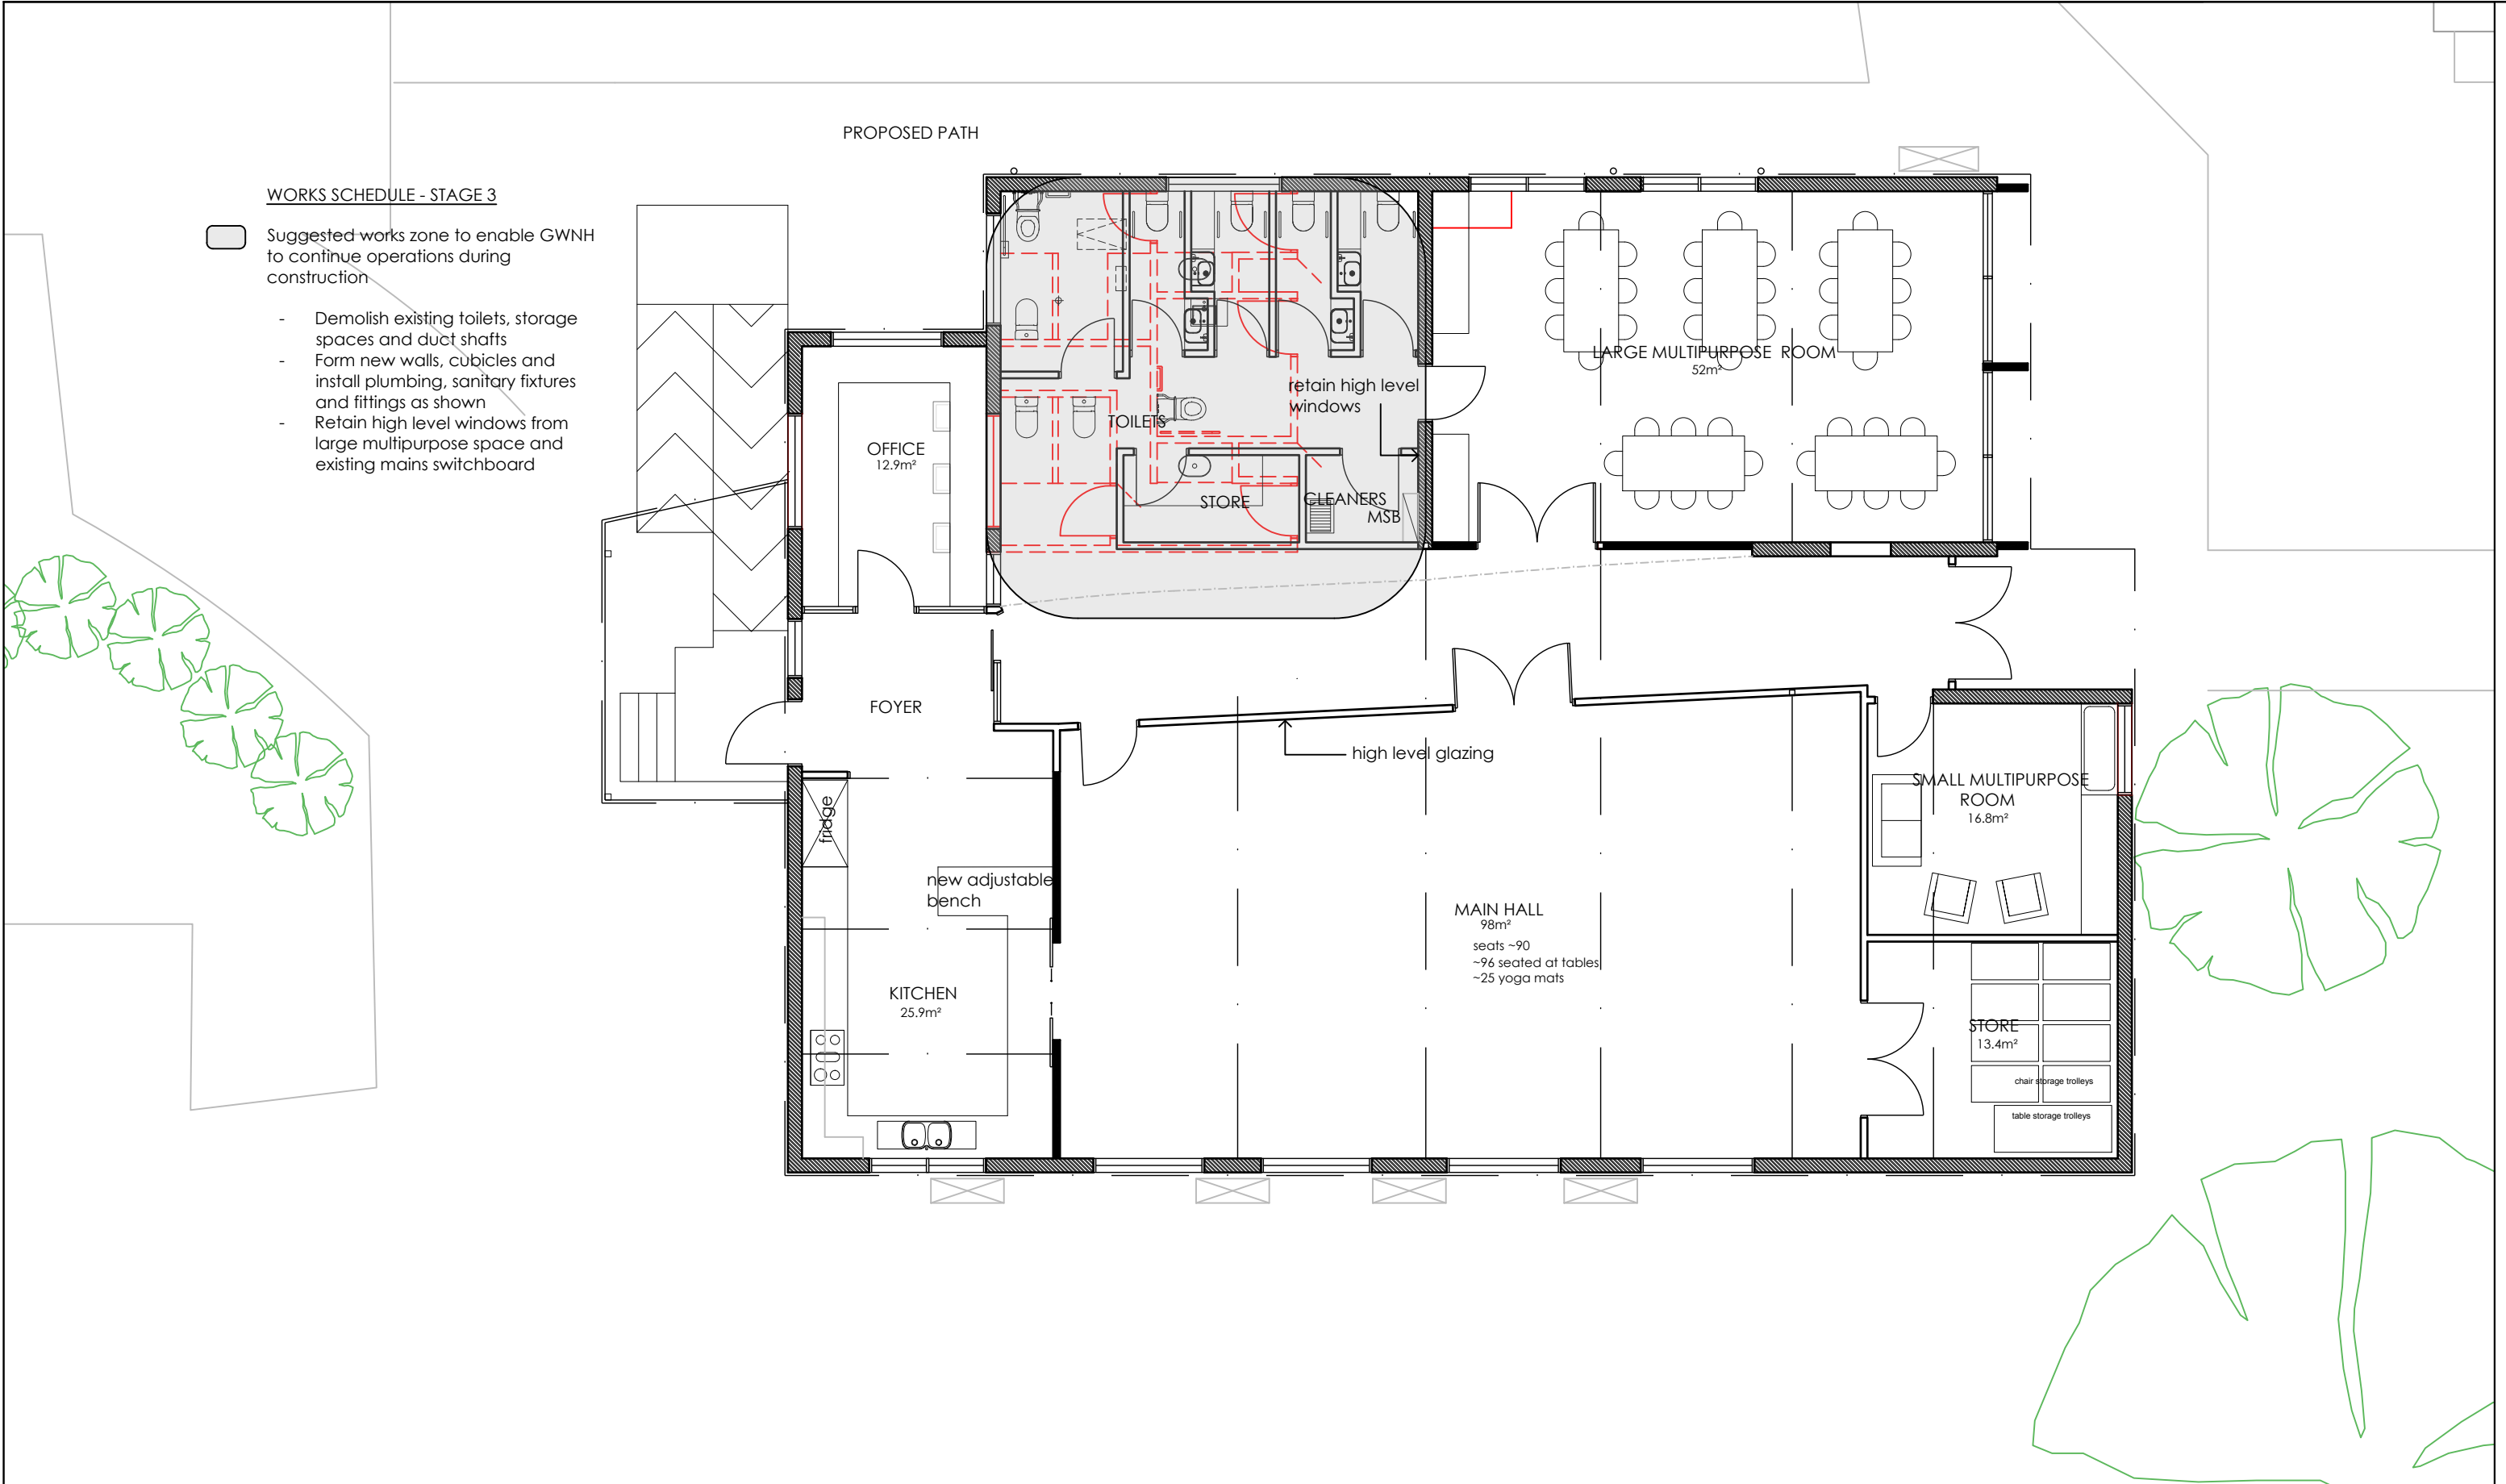 PROPOSED PATH
WORKS SCHEDULE - STAGE 3
Suggested works zone to enable GWNH
to continue operations during
construction
- Demolish existing toilets, storage
spaces and duct shafts
- Form new walls, cubicles and
install plumbing, sanitary fixtures
and fittings as shown
- Retain high level windows from
large multipurpose space and
existing mains switchboard
LARGE MULTIPURPOSE ROOM
52m²
retain high level
windows
TOILETS
OFFICE
12.9m²
STORE
CLEANERS
MSB
FOYER
high level glazing
SMALL MULTIPURPOSE
ROOM
16.8m²
fridge
new adjustable
bench
MAIN HALL
98m²
seats ~90
~96 seated at tables
~25 yoga mats
KITCHEN
25.9m²
STORE
13.4m²
chair storage trolleys
table storage trolleys